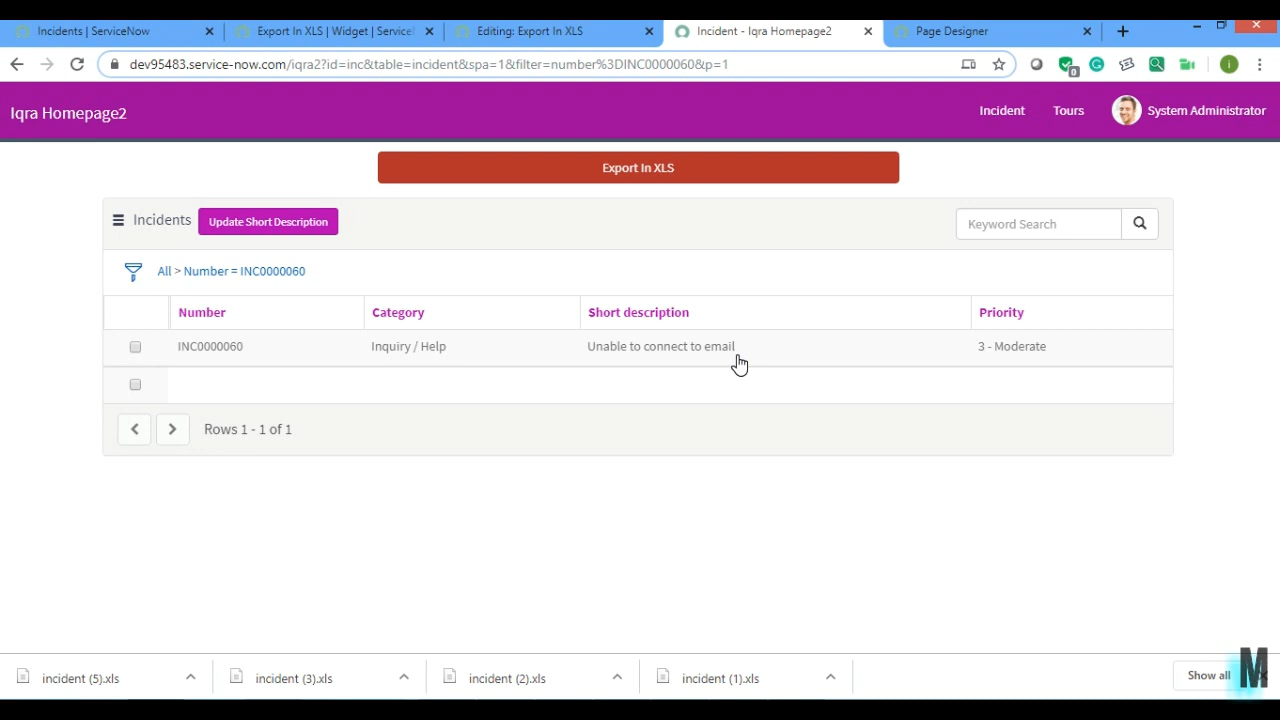 Incidents | ServiceNow
Export In XLS | Widget | Service
Editing: Export In XLS
Incident - Iqra Homepage2
Page Designer
dev95483.service-now.com/iqra2?id=inc&table=incident&spa=1&filter=number%3DINC0000060&p=1
0
i
Iqra Homepage2
Incident
Tours
System Administrator
Export In XLS
Incidents
Update Short Description
Keyword Search
All > Number = INC0000060
Number
Category
Short description
Priority
INC0000060
Inquiry / Help
Unable to connect to email
3 - Moderate
Rows 1 - 1 of 1
incident (5).xls
incident (3).xls
incident (2).xls
incident (1).xls
Show all
M